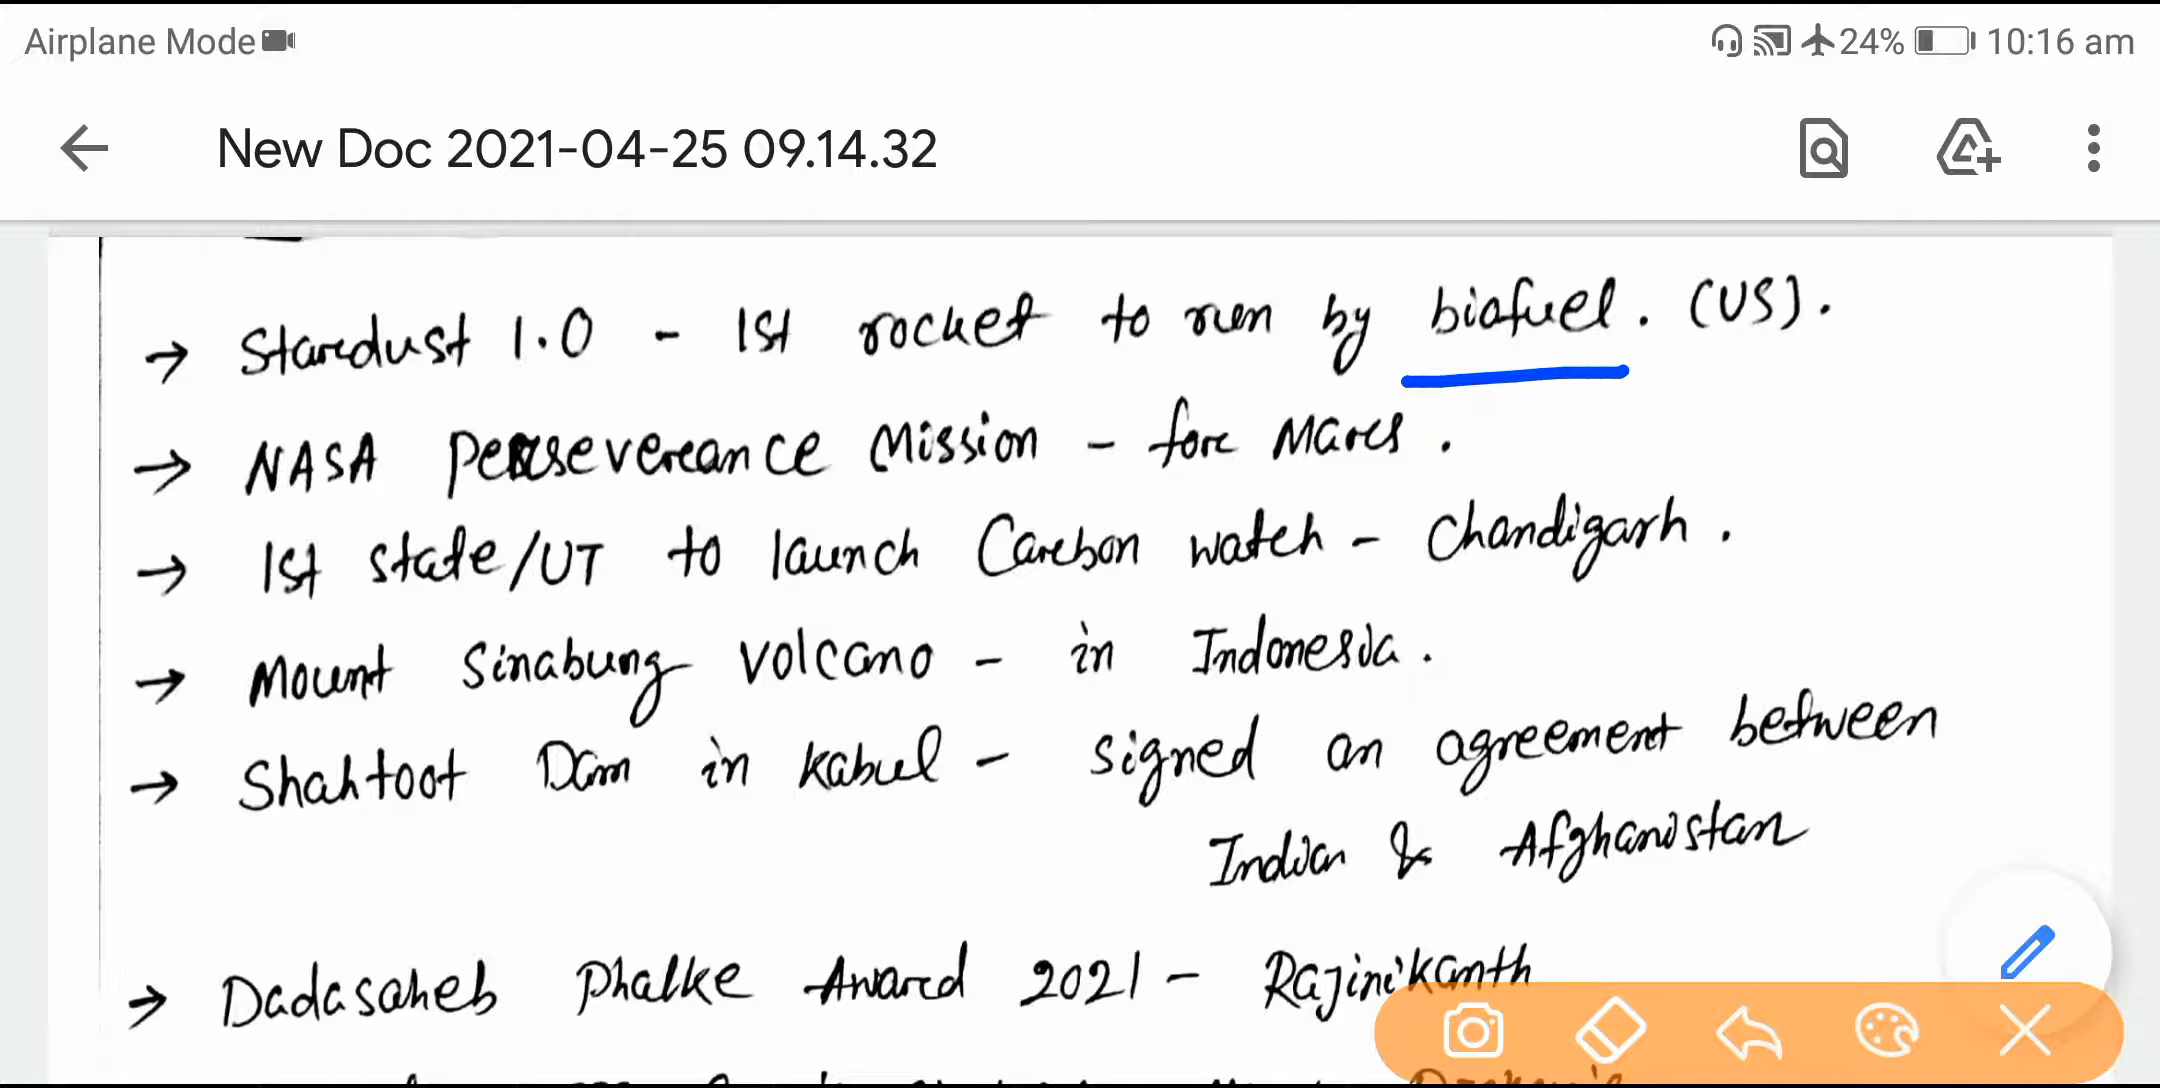 Airplane Mode 24% 10:16 am
New Doc 2021-04-25 09.14.32
→ Stardust 1.0 - 1st rocket to run by biofuel. (US).
→ NASA Perseverance Mission - for Mars.
→ 1st state/UT to launch Carbon watch - Chandigarh.
→ Mount Sinabung volcano - in Indonesia.
→ Shahtoot Dam in kabul - signed an agreement between
Indian & Afghanistan
→ Dadasaheb Phalke Award 2021 - Rajinikanth